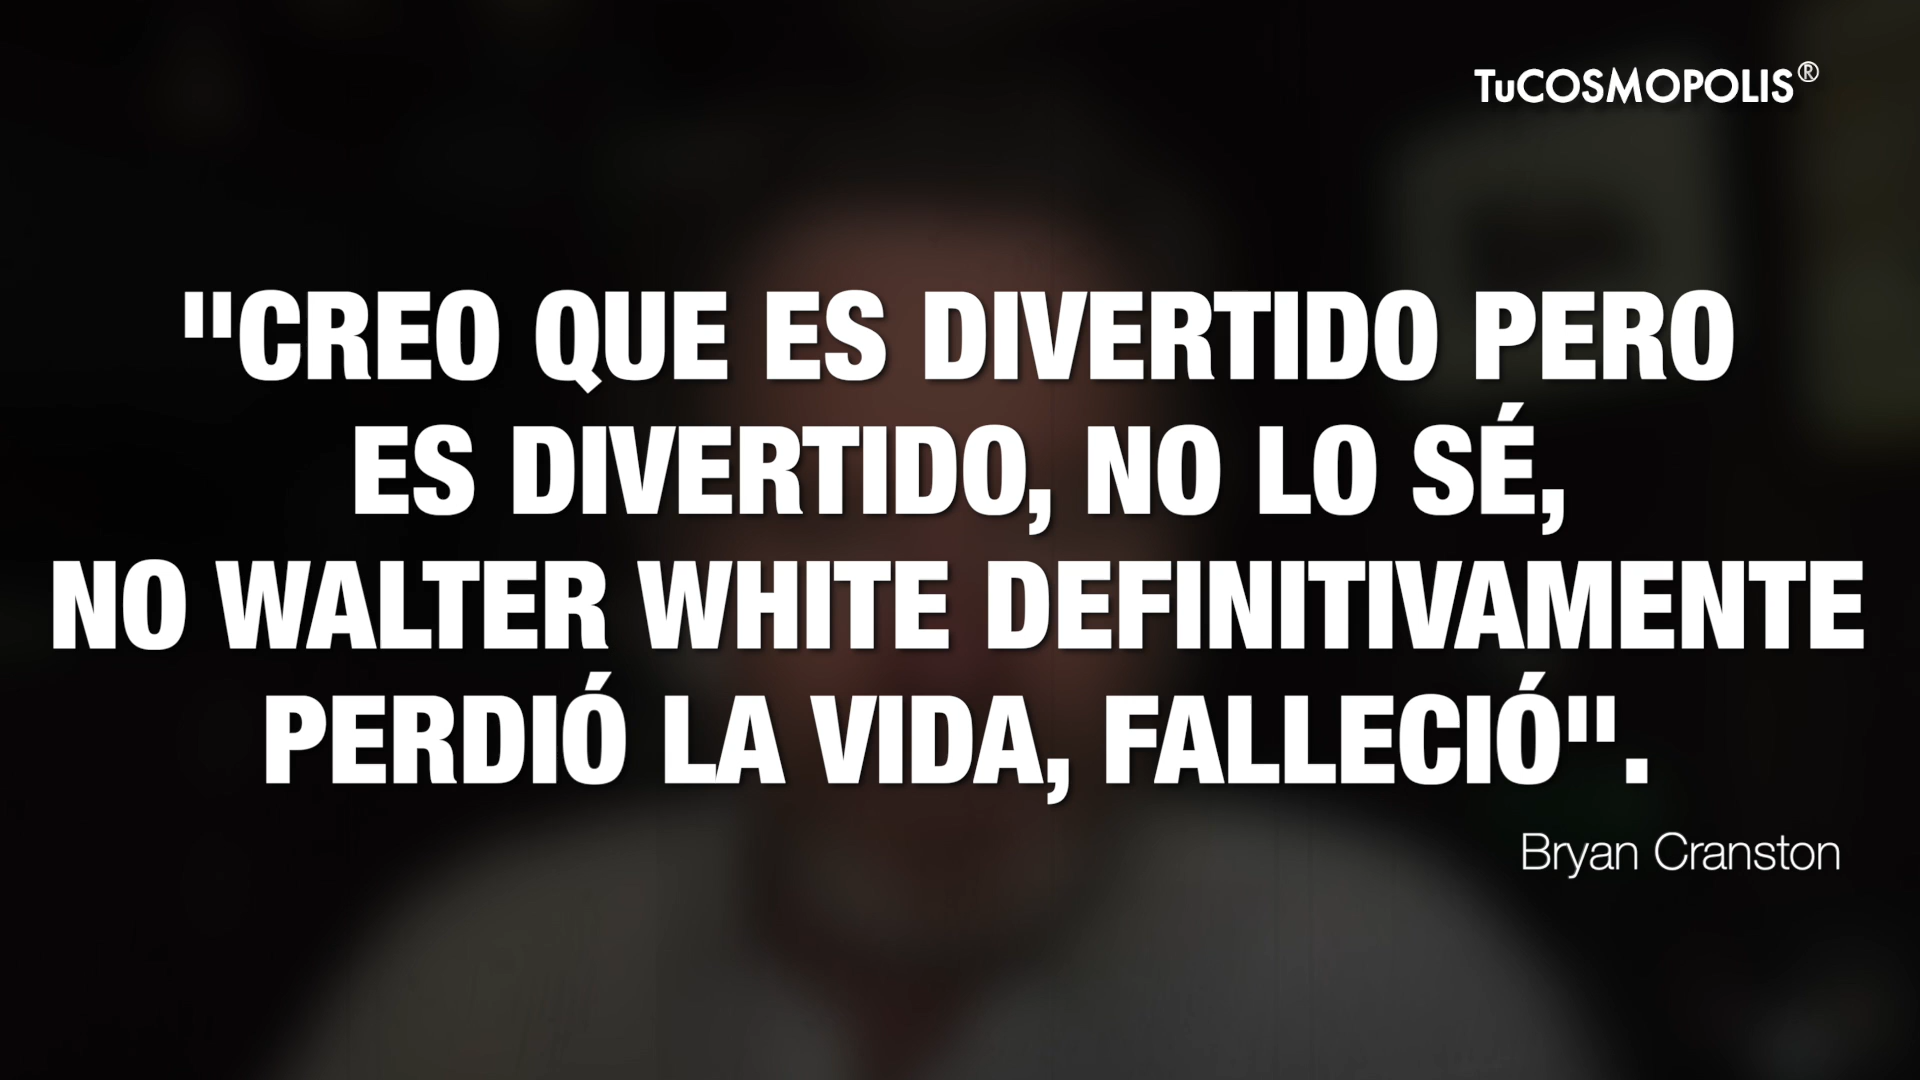 TuCOSMOPOLIS®
"CREO QUE ES DIVERTIDO PERO
ES DIVERTIDO, NO LO SÉ,
NO WALTER WHITE DEFINITIVAMENTE
PERDIÓ LA VIDA, FALLECIÓ".
Bryan Cranston